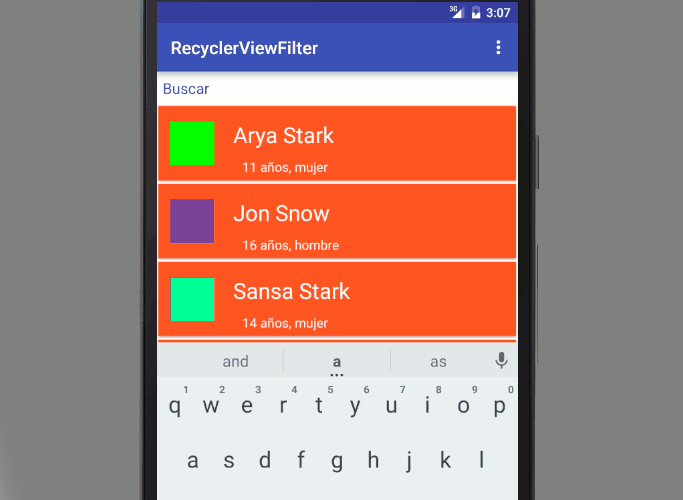 3G 3:07
RecyclerViewFilter
Buscar
Arya Stark
11 años, mujer
Jon Snow
16 años, hombre
Sansa Stark
14 años, mujer
and a as
1 2 3 4 5 6 7 8 9 0
q w e r t y u i o p
a s d f g h j k l